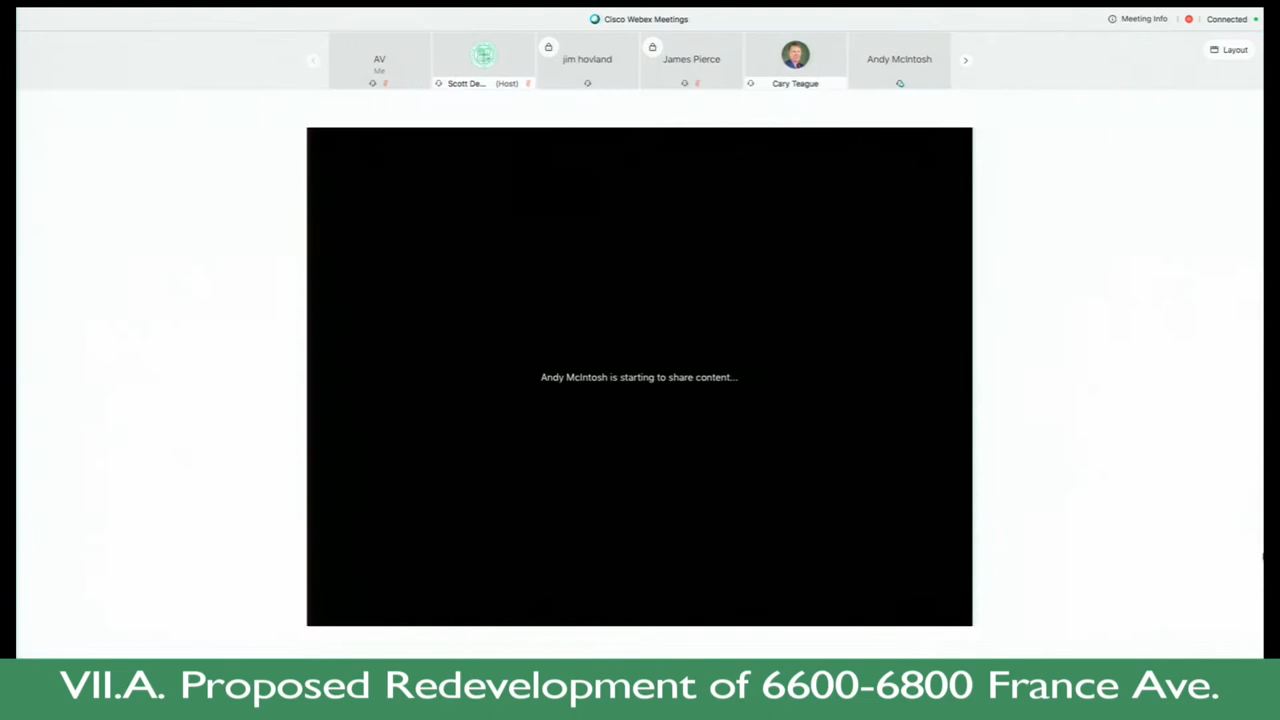 Cisco Webex Meetings
Meeting Info
Connected
AV
Me
Scott De... (Host)
jim hovland
James Pierce
Cary Teague
Andy McIntosh
Layout
Andy McIntosh is starting to share content...
VII.A. Proposed Redevelopment of 6600-6800 France Ave.